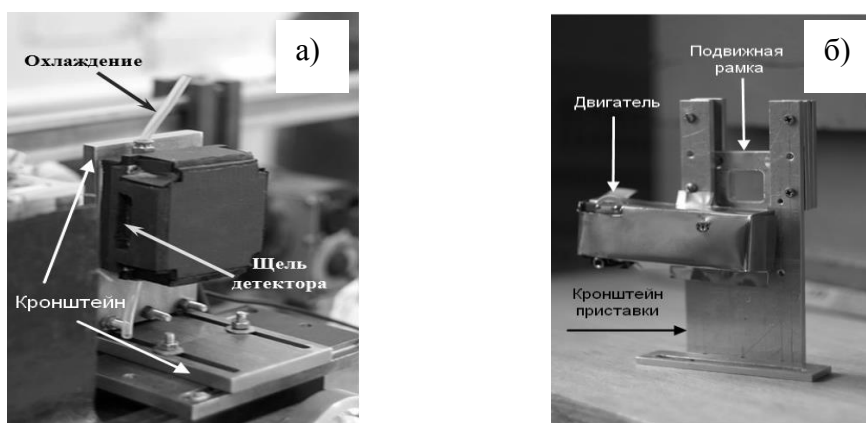 а)
Охлаждение
Щель
детектора
Кронштейн
б)
Подвижная
рамка
Двигатель
Кронштейн
приставки